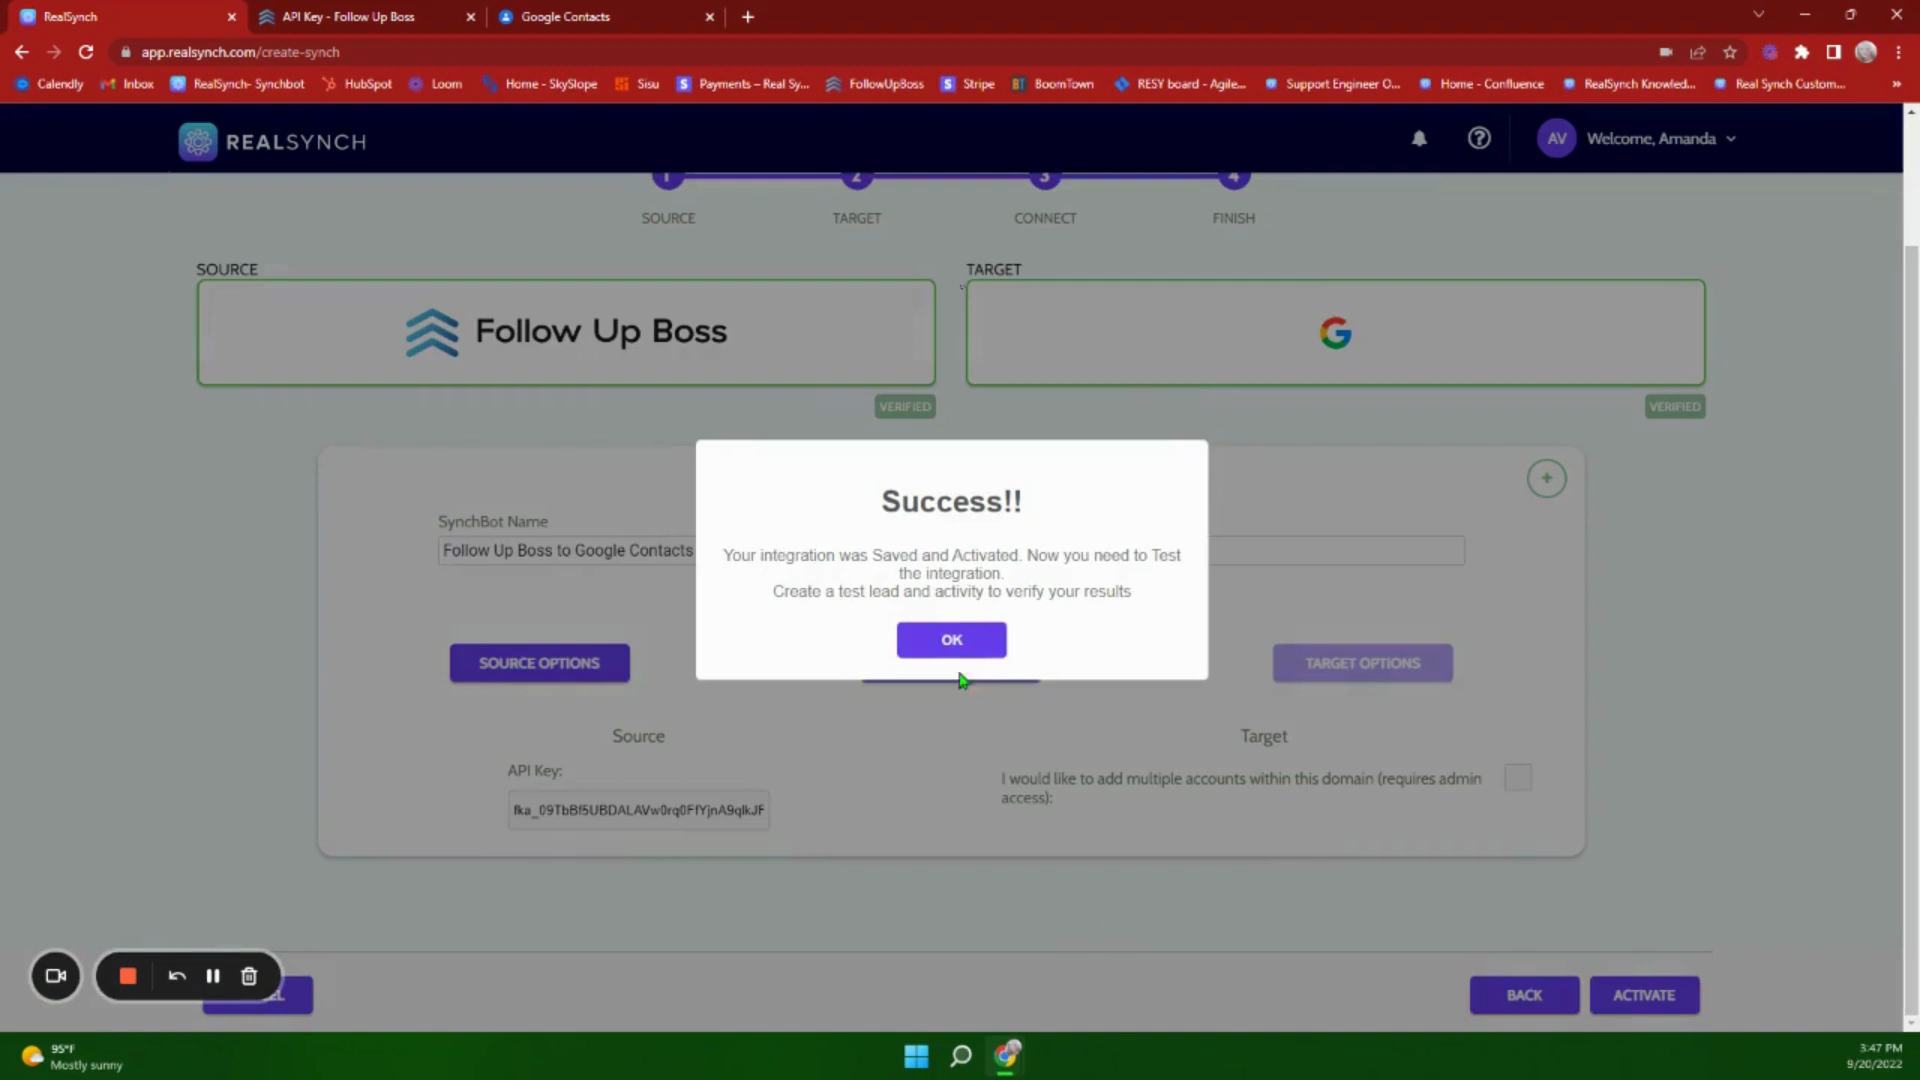 RealSynch
API Key - Follow Up Boss
Google Contacts
app.realsynch.com/create-synch
Calendly
Inbox
RealSynch- Synchbot
HubSpot
Loom
Home - SkySlope
Sisu
Payments – Real Sy...
FollowUpBoss
Stripe
BoomTown
RESY board - Agile...
Support Engineer O...
Home - Confluence
RealSynch Knowled...
Real Synch Custom...
REALSYNCH
AV
Welcome, Amanda
1
2
3
4
SOURCE
TARGET
CONNECT
FINISH
SOURCE
TARGET
Follow Up Boss
VERIFIED
VERIFIED
Success!!
SynchBot Name
Follow Up Boss to Google Contacts
Your integration was Saved and Activated. Now you need to Test
the integration.
Create a test lead and activity to verify your results
OK
SOURCE OPTIONS
TARGET OPTIONS
Source
Target
API Key:
I would like to add multiple accounts within this domain (requires admin
access):
BACK
ACTIVATE
95°F
Mostly sunny
3:47 PM
9/20/2022